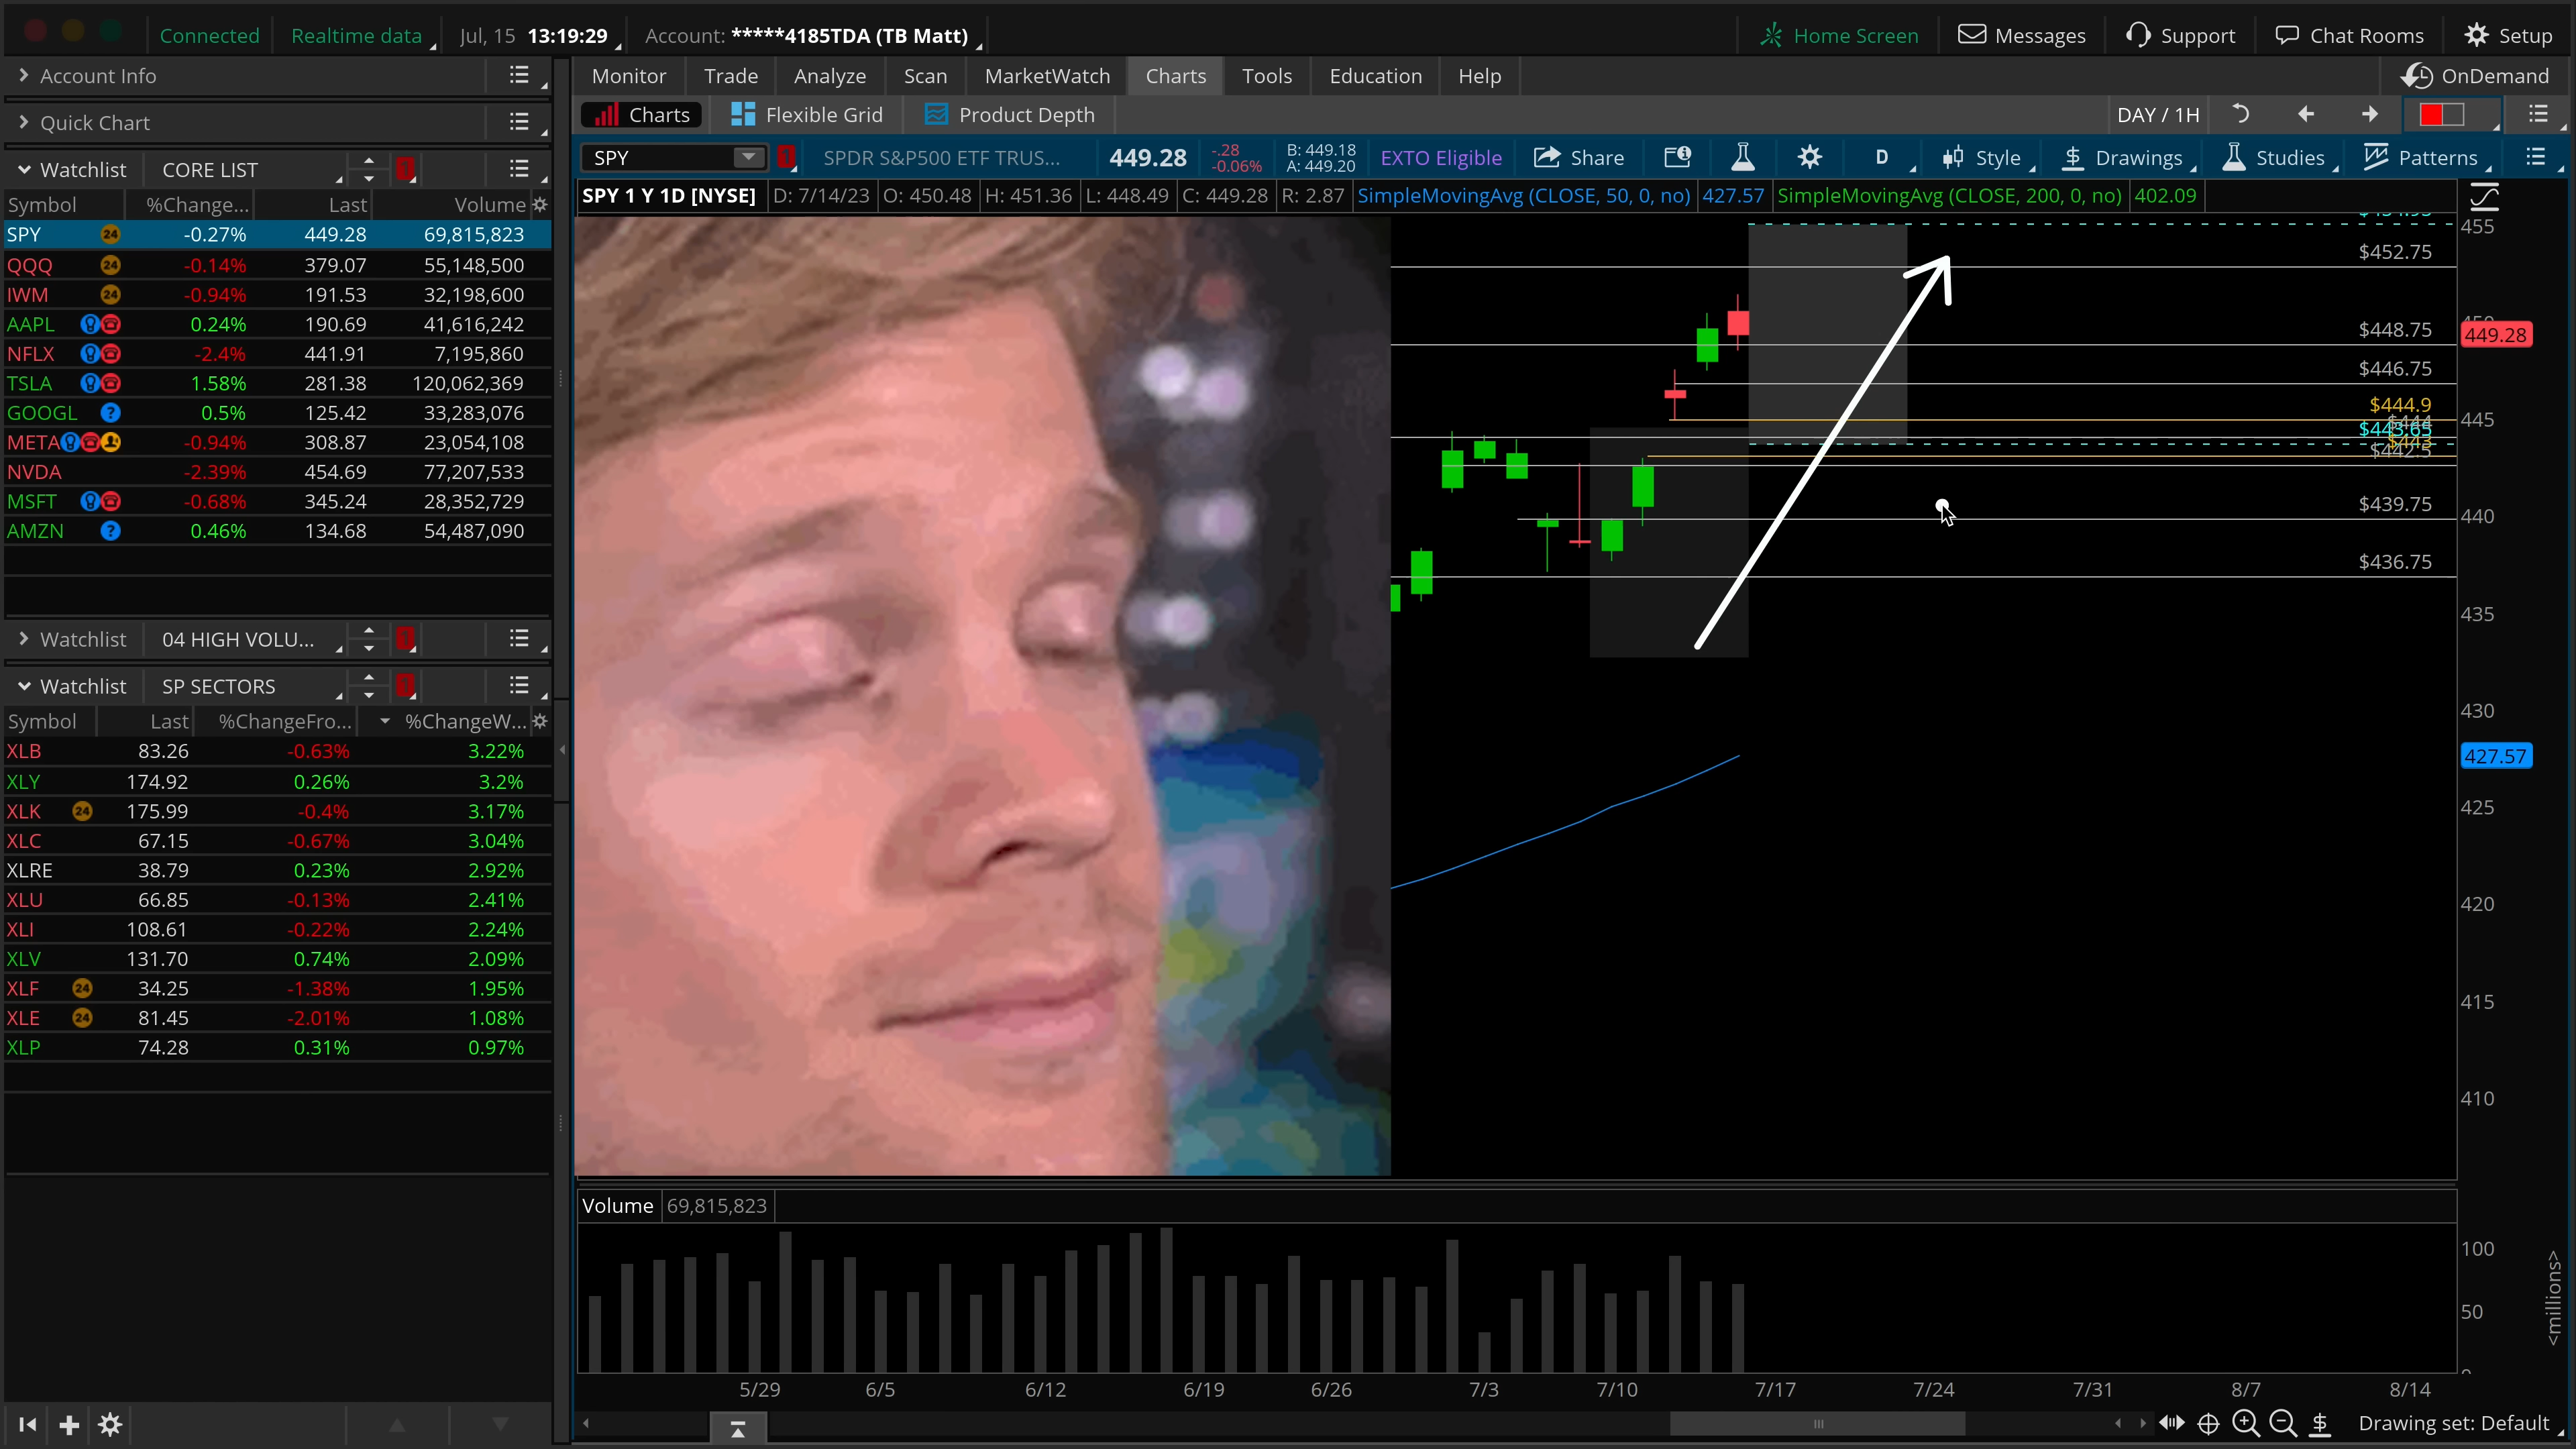 Connected Realtime data Jul, 15 13:19:29 Account: *****4185TDA (TB Matt) Home Screen Messages Support Chat Rooms Setup
Account Info
Quick Chart
Watchlist CORE LIST
Symbol %Change... Last Volume
SPY 24 -0.27% 449.28 69,815,823
QQQ 24 -0.14% 379.07 55,148,500
IWM 24 -0.94% 191.53 32,198,600
AAPL 0.24% 190.69 41,616,242
NFLX -2.4% 441.91 7,195,860
TSLA 1.58% 281.38 120,062,369
GOOGL ? 0.5% 125.42 33,283,076
META -0.94% 308.87 23,054,108
NVDA -2.39% 454.69 77,207,533
MSFT -0.68% 345.24 28,352,729
AMZN ? 0.46% 134.68 54,487,090
Watchlist 04 HIGH VOLU...
Watchlist SP SECTORS
Symbol Last %ChangeFro... %ChangeW...
XLB 83.26 -0.63% 3.22%
XLY 174.92 0.26% 3.2%
XLK 24 175.99 -0.4% 3.17%
XLC 67.15 -0.67% 3.04%
XLRE 38.79 0.23% 2.92%
XLU 66.85 -0.13% 2.41%
XLI 108.61 -0.22% 2.24%
XLV 131.70 0.74% 2.09%
XLF 24 34.25 -1.38% 1.95%
XLE 24 81.45 -2.01% 1.08%
XLP 74.28 0.31% 0.97%
Monitor Trade Analyze Scan MarketWatch Charts Tools Education Help OnDemand
Charts Flexible Grid Product Depth DAY / 1H
SPY 1 SPDR S&P500 ETF TRUS... 449.28 -.28 B: 449.18 EXTO Eligible Share D Style Drawings Studies Patterns
-0.06% A: 449.20
SPY 1 Y 1D [NYSE] D: 7/14/23 O: 450.48 H: 451.36 L: 448.49 C: 449.28 R: 2.87 SimpleMovingAvg (CLOSE, 50, 0, no) 427.57 SimpleMovingAvg (CLOSE, 200, 0, no) 402.09
455
$452.75
$448.75
449.28
$446.75
$444.9
445
$443.65
$442.5
$439.75
440
$436.75
435
430
427.57
425
420
415
410
Volume 69,815,823
100
50
<millions>
5/29 6/5 6/12 6/19 6/26 7/3 7/10 7/17 7/24 7/31 8/7 8/14
Drawing set: Default